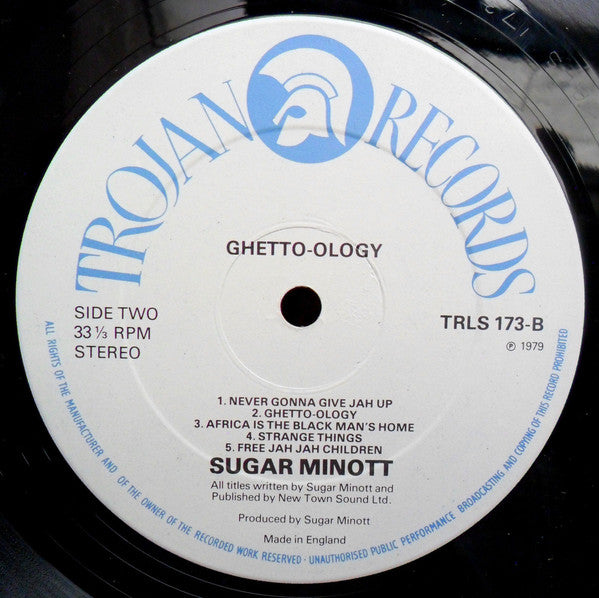 TROJAN RECORDS
GHETTO-OLOGY
SIDE TWO
33 ⅓ RPM
STEREO
TRLS 173-B
℗ 1979
1. NEVER GONNA GIVE JAH UP
2. GHETTO-OLOGY
3. AFRICA IS THE BLACK MAN'S HOME
4. STRANGE THINGS
5. FREE JAH JAH CHILDREN
SUGAR MINOTT
All titles written by Sugar Minott and
Published by New Town Sound Ltd.
Produced by Sugar Minott
Made in England
ALL RIGHTS OF THE MANUFACTURER AND OF THE OWNER OF THE RECORDED WORK RESERVED · UNAUTHORISED PUBLIC PERFORMANCE BROADCASTING AND COPYING OF THIS RECORD PROHIBITED